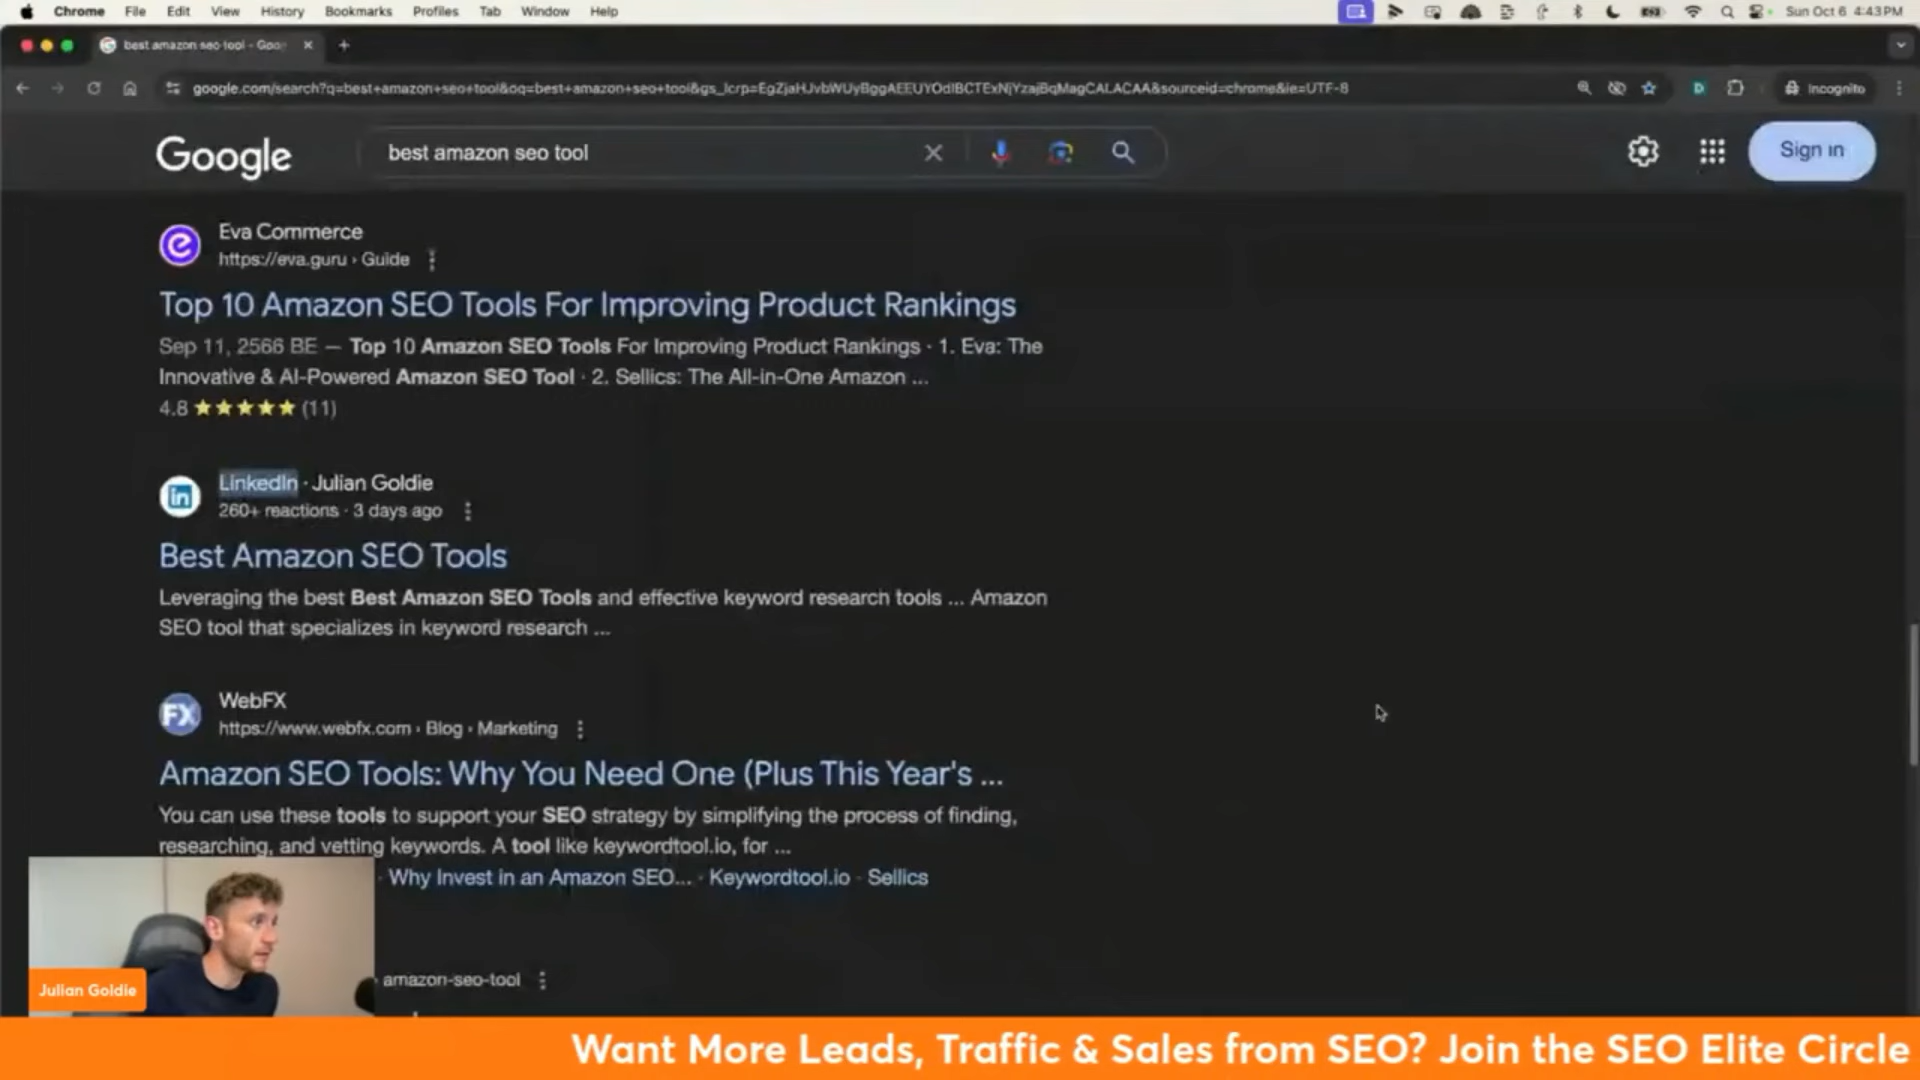 Chrome File Edit View History Bookmarks Profiles Tab Window Help
Sun Oct 6 4:43 PM
best amazon seo tool - Goo
Incognito
Google
best amazon seo tool
Sign in
Eva Commerce
https://eva.guru › Guide
Top 10 Amazon SEO Tools For Improving Product Rankings
Sep 11, 2566 BE — Top 10 Amazon SEO Tools For Improving Product Rankings · 1. Eva: The
Innovative & AI-Powered Amazon SEO Tool · 2. Sellics: The All-in-One Amazon ...
4.8 ★★★★★ (11)
LinkedIn · Julian Goldie
260+ reactions · 3 days ago
Best Amazon SEO Tools
Leveraging the best Best Amazon SEO Tools and effective keyword research tools ... Amazon
SEO tool that specializes in keyword research ...
FX
WebFX
https://www.webfx.com › Blog › Marketing
Amazon SEO Tools: Why You Need One (Plus This Year's ...
You can use these tools to support your SEO strategy by simplifying the process of finding,
researching, and vetting keywords. A tool like keywordtool.io, for ...
· Why Invest in an Amazon SEO... · Keywordtool.io · Sellics
amazon-seo-tool
Julian Goldie
Want More Leads, Traffic & Sales from SEO? Join the SEO Elite Circle